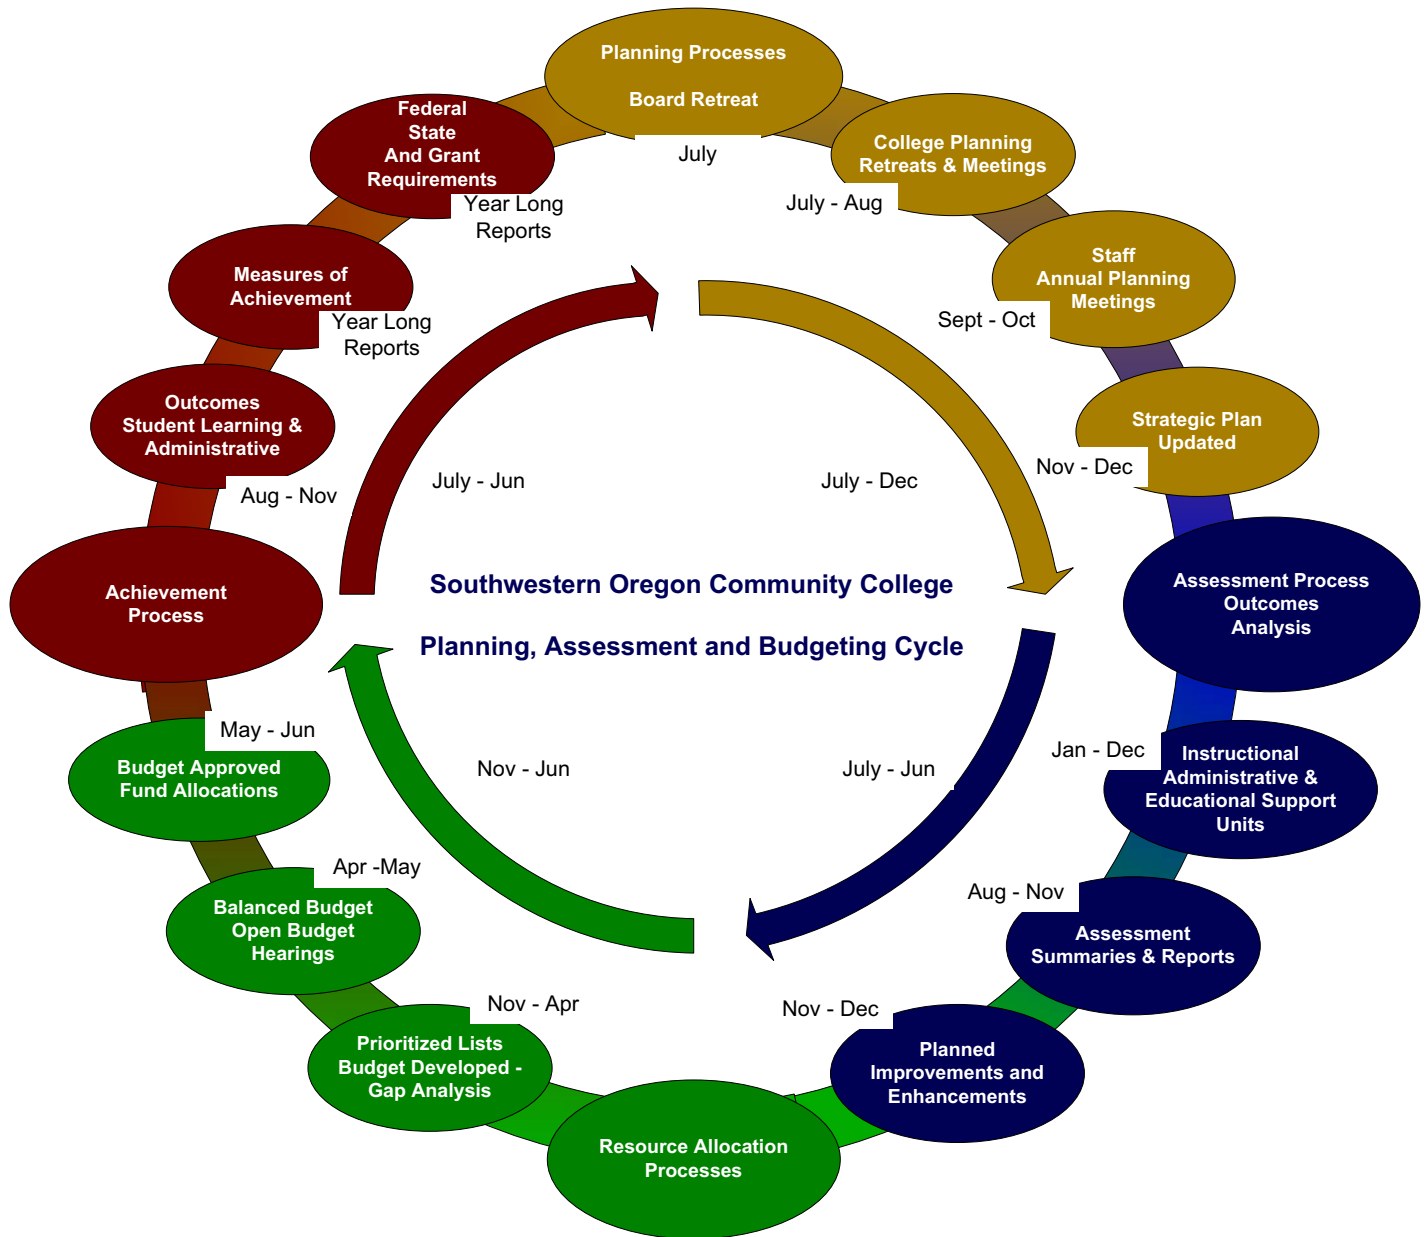 Planning Processes
Board Retreat
July
College Planning
Retreats & Meetings
July - Aug
Staff
Annual Planning
Meetings
Sept - Oct
Strategic Plan
Updated
Nov - Dec
Assessment Process
Outcomes
Analysis
Instructional
Administrative &
Educational Support
Units
Jan - Dec
Assessment
Summaries & Reports
Aug - Nov
Planned
Improvements and
Enhancements
Nov - Dec
Resource Allocation
Processes
Prioritized Lists
Budget Developed -
Gap Analysis
Nov - Apr
Balanced Budget
Open Budget
Hearings
Apr -May
Budget Approved
Fund Allocations
May - Jun
Achievement
Process
Outcomes
Student Learning &
Administrative
Aug - Nov
Measures of
Achievement
Year Long
Reports
Federal
State
And Grant
Requirements
Year Long
Reports
July - Jun
July - Dec
Southwestern Oregon Community College
Planning, Assessment and Budgeting Cycle
Nov - Jun
July - Jun